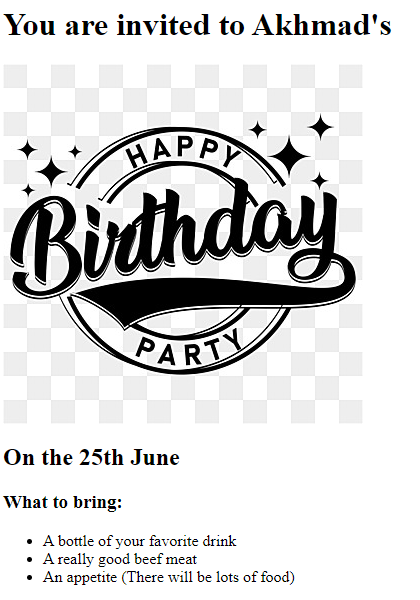 You are invited to Akhmad's
HAPPY
Birthday
PARTY
On the 25th June
What to bring:
A bottle of your favorite drink
A really good beef meat
An appetite (There will be lots of food)